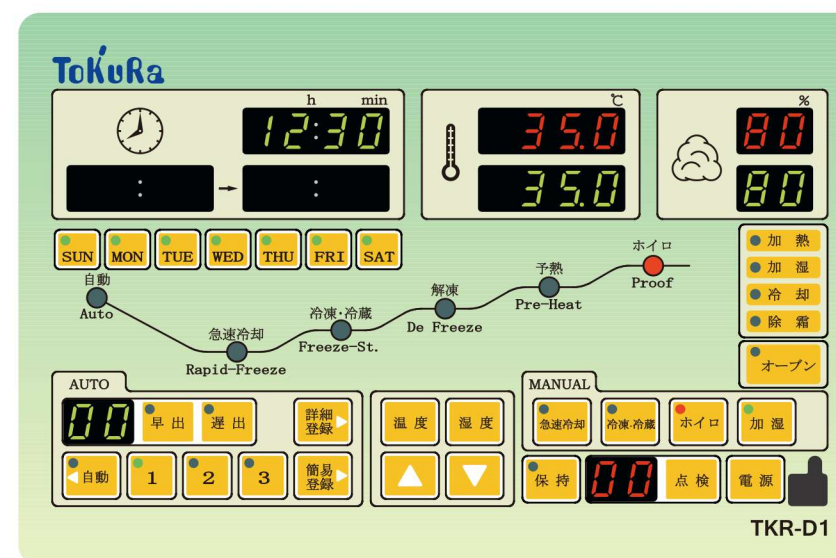 ToKuRa
h min
12:30
: → :
℃
35.0
35.0
%
80
80
SUN MON TUE WED THU FRI SAT
自動
Auto
急速冷却
Rapid-Freeze
冷凍·冷蔵
Freeze-St.
解凍
De Freeze
予熱
Pre-Heat
ホイロ
Proof
加熱
加湿
冷却
除霜
オーブン
AUTO
00 早出 遅出 詳細
登録
自動 1 2 3 簡易
登録
温度 湿度
MANUAL
急速冷却 冷凍·冷蔵 ホイロ 加湿
保持 00 点検 電源
TKR-D1